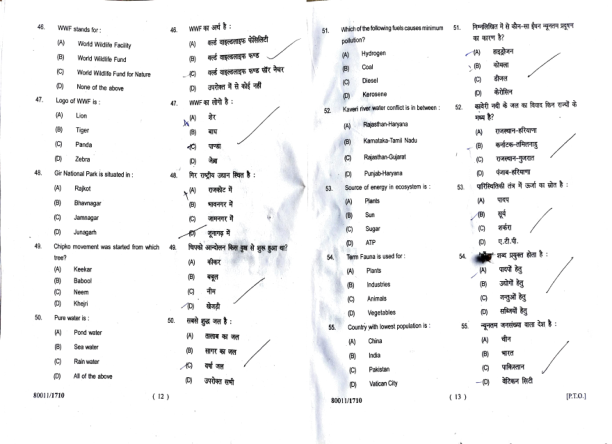 46. WWF stands for :
(A) World Wildlife Facility
(B) World Wildlife Fund
(C) World Wildlife Fund for Nature
(D) None of the above
47. Logo of WWF is :
(A) Lion
(B) Tiger
(C) Panda
(D) Zebra
48. Gir National Park is situated in :
(A) Rajkot
(B) Bhavnagar
(C) Jamnagar
(D) Junagarh
49. Chipko movement was started from which
tree?
(A) Keekar
(B) Babool
(C) Neem
(D) Khejri
50. Pure water is :
(A) Pond water
(B) Sea water
(C) Rain water
(D) All of the above
80011/1710
46. WWF का अर्थ है :
(A) वर्ल्ड वाइल्डलाइफ फेसिलिटी
(B) वर्ल्ड वाइल्डलाइफ फण्ड
(C) वर्ल्ड वाइल्डलाइफ फण्ड फॉर नेचर
(D) उपरोक्त में से कोई नहीं
47. WWF का लोगो है :
(A) शेर
(B) बाघ
(C) पाण्डा
(D) जेब्रा
48. गिर राष्ट्रीय उद्यान स्थित है :
(A) राजकोट में
(B) भावनगर में
(C) जामनगर में
(D) जूनागढ़ में
49. चिपको आन्दोलन किस वृक्ष से शुरू हुआ था?
(A) कीकर
(B) बबूल
(C) नीम
(D) खेजड़ी
50. सबसे शुद्ध जल है :
(A) तालाब का जल
(B) सागर का जल
(C) वर्षा जल
(D) उपरोक्त सभी
( 12 )
51. Which of the following fuels causes minimum
pollution?
(A) Hydrogen
(B) Coal
(C) Diesel
(D) Kerosene
52. Kaveri river water conflict is in between :
(A) Rajasthan-Haryana
(B) Karnataka-Tamil Nadu
(C) Rajasthan-Gujarat
(D) Punjab-Haryana
53. Source of energy in ecosystem is :
(A) Plants
(B) Sun
(C) Sugar
(D) ATP
54. Term Fauna is used for :
(A) Plants
(B) Industries
(C) Animals
(D) Vegetables
55. Country with lowest population is :
(A) China
(B) India
(C) Pakistan
(D) Vatican City
80011/1710
51. निम्नलिखित में से कौन-सा ईंधन न्यूनतम प्रदूषण
का कारण है?
(A) हाइड्रोजन
(B) कोयला
(C) डीजल
(D) केरोसिन
52. कावेरी नदी के जल का विवाद किन राज्यों के
मध्य है?
(A) राजस्थान-हरियाणा
(B) कर्नाटक-तमिलनाडु
(C) राजस्थान-गुजरात
(D) पंजाब-हरियाणा
53. पारिस्थितिकी तंत्र में ऊर्जा का स्रोत है :
(A) पादप
(B) सूर्य
(C) शर्करा
(D) ए.टी.पी.
54. शब्द प्रयुक्त होता है :
(A) पादपों हेतु
(B) उद्योगों हेतु
(C) जन्तुओं हेतु
(D) सब्जियों हेतु
55. न्यूनतम जनसंख्या वाला देश है :
(A) चीन
(B) भारत
(C) पाकिस्तान
(D) वेटिकन सिटी
( 13 )
[P.T.O.]